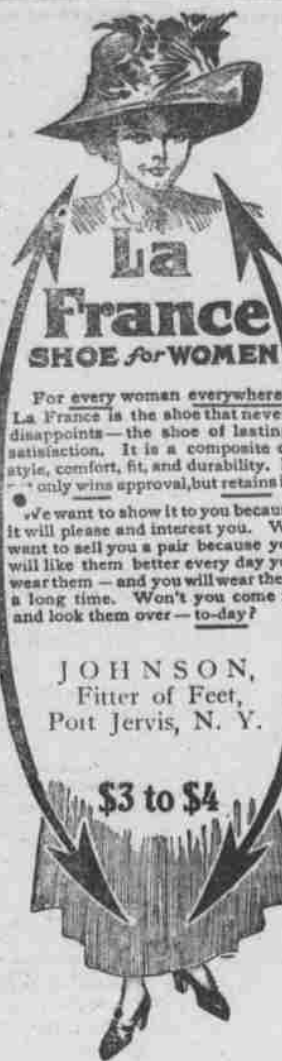 La
France
SHOE for WOMEN
For every woman everywhere
La France is the shoe that neve
disappoints — the shoe of lastin
satisfaction. It is a composite o
style, comfort, fit, and durability.
only wins approval, but retains i
We want to show it to you becau
it will please and interest you. W
want to sell you a pair because yo
will like them better every day yo
wear them — and you will wear the
a long time. Won't you come
and look them over — to-day?
JOHNSON,
Fitter of Feet,
Port Jervis, N. Y.
$3 to $4